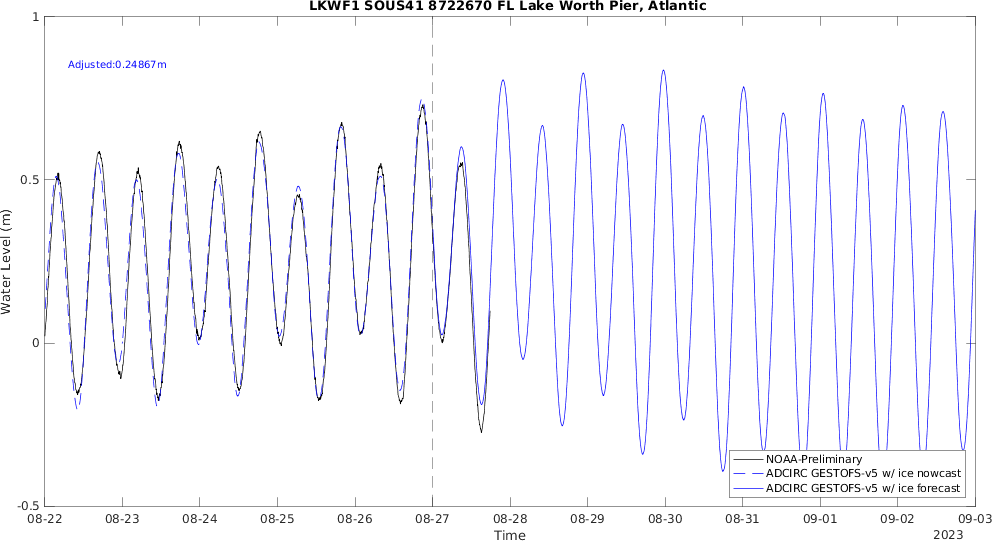 LKWF1 SOUS41 8722670 FL Lake Worth Pier, Atlantic
1
Adjusted:0.24867m
0.5
Water Level (m)
0
NOAA-Preliminary
ADCIRC GESTOFS-v5 w/ ice nowcast
ADCIRC GESTOFS-v5 w/ ice forecast
-0.5
08-22 08-23 08-24 08-25 08-26 08-27 08-28 08-29 08-30 08-31 09-01 09-02 09-03
Time 2023